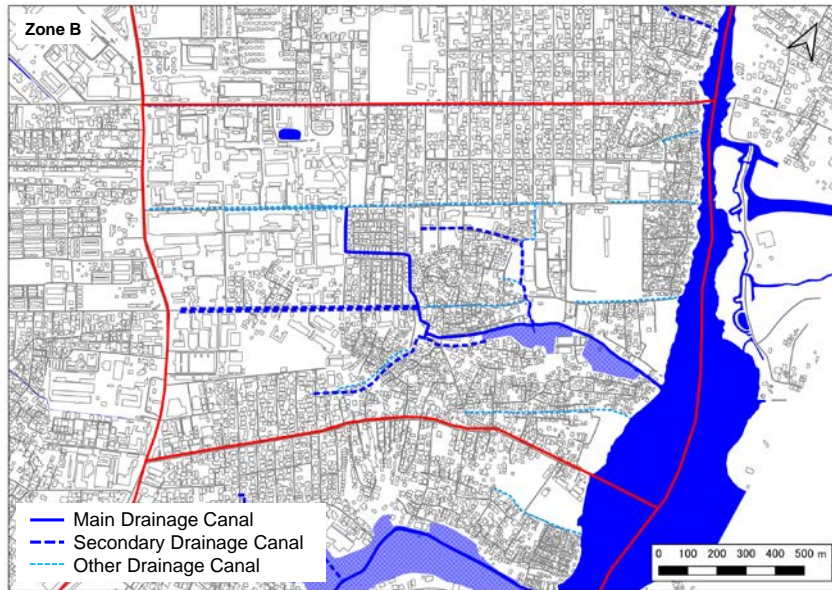 Zone B
Main Drainage Canal
Secondary Drainage Canal
Other Drainage Canal
0 100 200 300 400 500 m